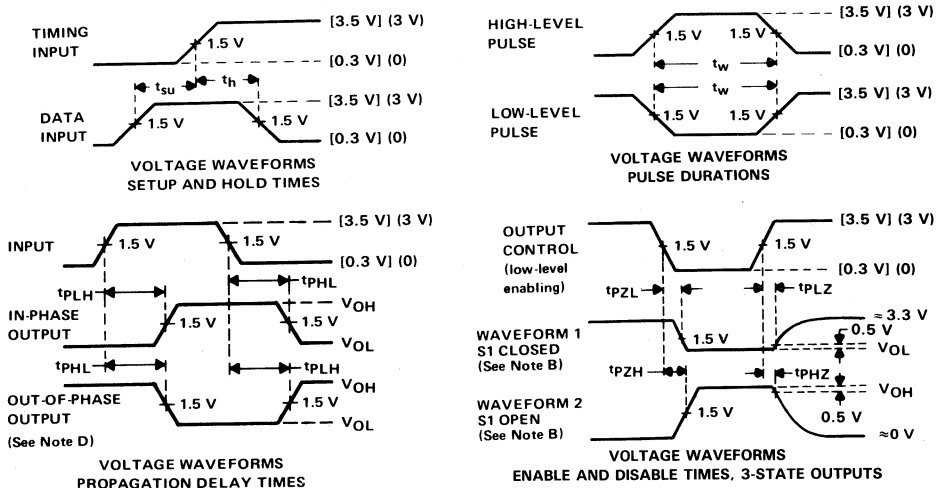 TIMING
INPUT
1.5 V
[3.5 V] (3 V)
[0.3 V] (0)
tsu
th
DATA
INPUT
1.5 V
1.5 V
[3.5 V] (3 V)
[0.3 V] (0)
VOLTAGE WAVEFORMS
SETUP AND HOLD TIMES
HIGH-LEVEL
PULSE
1.5 V
1.5 V
[3.5 V] (3 V)
[0.3 V] (0)
tw
tw
LOW-LEVEL
PULSE
1.5 V
1.5 V
[3.5 V] (3 V)
[0.3 V] (0)
VOLTAGE WAVEFORMS
PULSE DURATIONS
INPUT
1.5 V
1.5 V
[3.5 V] (3 V)
[0.3 V] (0)
tPLH
tPHL
IN-PHASE
OUTPUT
1.5 V
1.5 V
VOH
VOL
tPHL
tPLH
OUT-OF-PHASE
OUTPUT
(See Note D)
1.5 V
1.5 V
VOH
VOL
VOLTAGE WAVEFORMS
PROPAGATION DELAY TIMES
OUTPUT
CONTROL
(low-level
enabling)
1.5 V
1.5 V
[3.5 V] (3 V)
[0.3 V] (0)
tPZL
tPLZ
WAVEFORM 1
S1 CLOSED
(See Note B)
1.5 V
≈3.3 V
0.5 V
VOL
tPZH
tPHZ
WAVEFORM 2
S1 OPEN
(See Note B)
1.5 V
VOH
0.5 V
≈0 V
VOLTAGE WAVEFORMS
ENABLE AND DISABLE TIMES, 3-STATE OUTPUTS